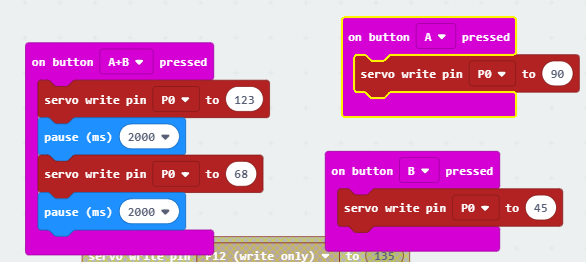 on button A+B ▼ pressed
servo write pin P0 ▼ to 123
pause (ms) 2000 ▼
servo write pin P0 ▼ to 68
pause (ms) 2000 ▼
on button A ▼ pressed
servo write pin P0 ▼ to 90
on button B ▼ pressed
servo write pin P0 ▼ to 45
servo write pin P12 (write only) ▼ to 135